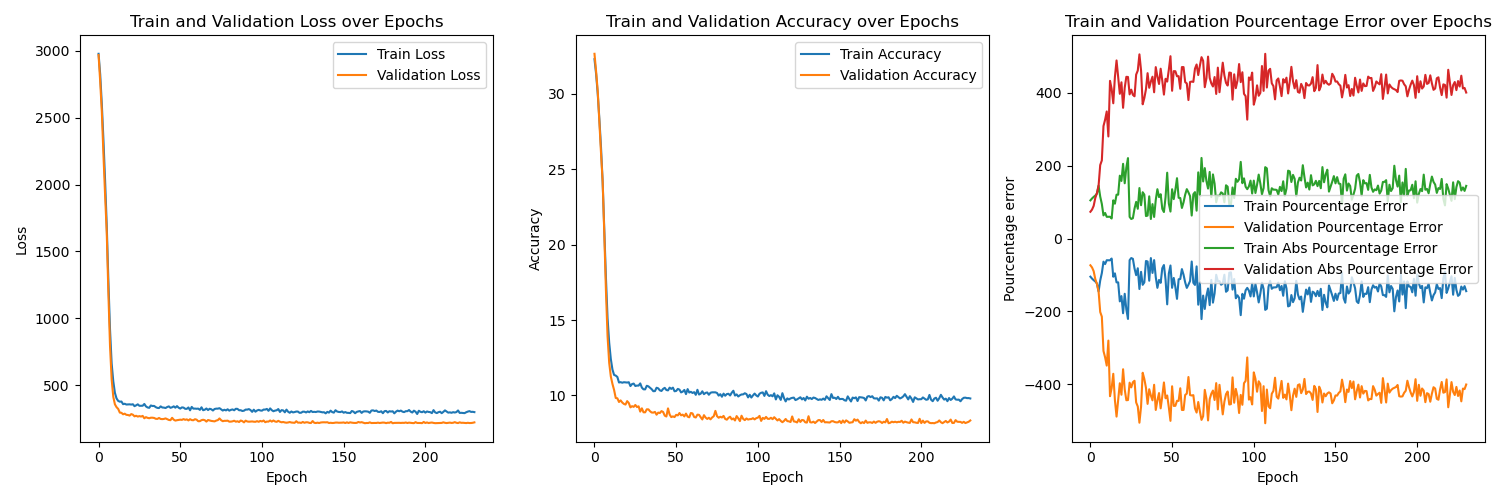 Train and Validation Loss over Epochs
Loss
3000
2500
2000
1500
1000
500
0
50
100
150
200
Epoch
Train Loss
Validation Loss
Train and Validation Accuracy over Epochs
Accuracy
30
25
20
15
10
0
50
100
150
200
Epoch
Train Accuracy
Validation Accuracy
Train and Validation Pourcentage Error over Epochs
Pourcentage error
400
200
0
−200
−400
0
50
100
150
200
Epoch
Train Pourcentage Error
Validation Pourcentage Error
Train Abs Pourcentage Error
Validation Abs Pourcentage Error